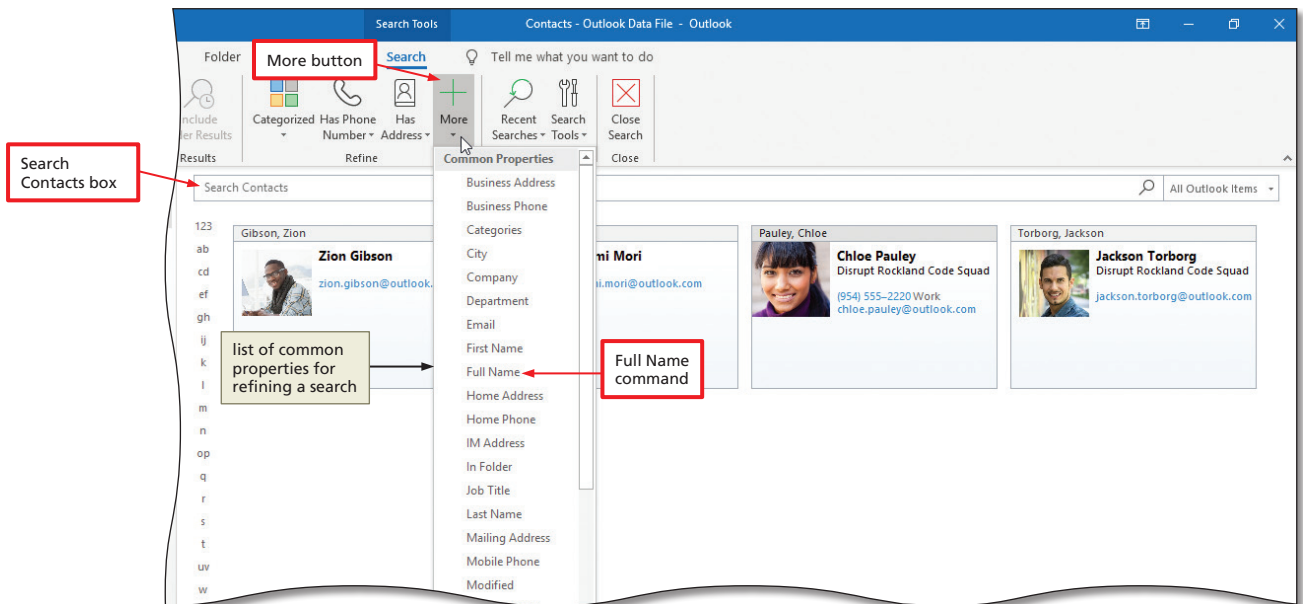 Search Tools
Contacts - Outlook Data File - Outlook
Folder
Search
Tell me what you want to do
More button
Categorized
Has Phone
Number
Has
Address
More
Recent
Searches
Search
Tools
Close
Search
Results
Results
Refine
Close
Search
Contacts box
Search Contacts
All Outlook Items
Common Properties
Business Address
Business Phone
Categories
City
Company
Department
Email
First Name
Full Name
Home Address
Home Phone
IM Address
In Folder
Job Title
Last Name
Mailing Address
Mobile Phone
Modified
123
ab
cd
ef
gh
ij
k
l
m
n
op
q
r
s
t
uv
w
Gibson, Zion
Zion Gibson
zion.gibson@outlook.
mi Mori
i.mori@outlook.com
Pauley, Chloe
Chloe Pauley
Disrupt Rockland Code Squad
(954) 555–2220 Work
chloe.pauley@outlook.com
Torborg, Jackson
Jackson Torborg
Disrupt Rockland Code Squad
jackson.torborg@outlook.com
list of common
properties for
refining a search
Full Name
command